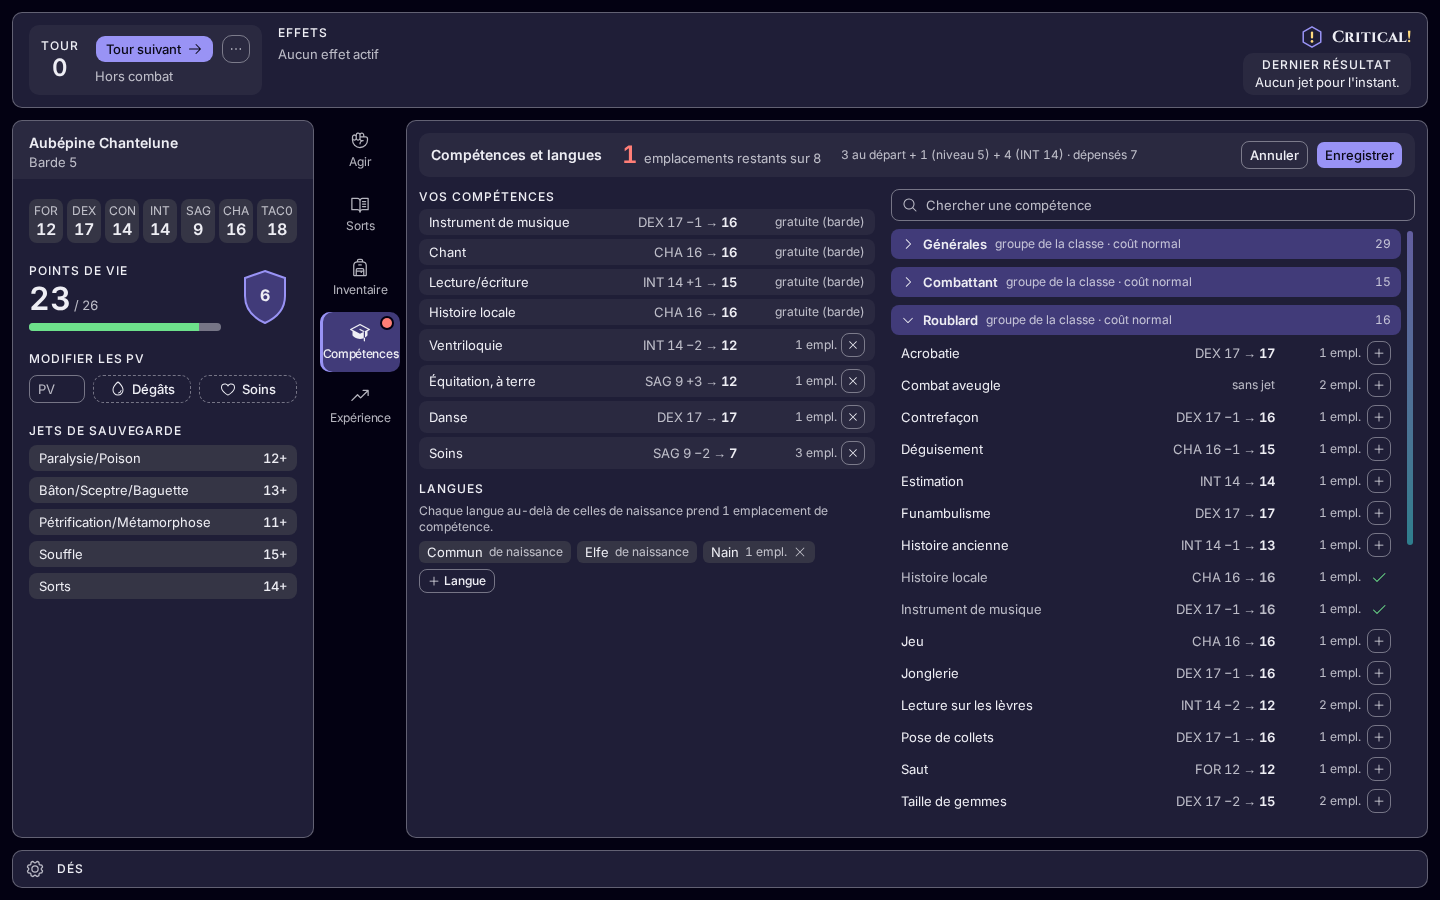 TOUR
0
Tour suivant →
...
Hors combat
EFFETS
Aucun effet actif
CRITICAL!
DERNIER RÉSULTAT
Aucun jet pour l'instant.
Aubépine Chantelune
Barde 5
FOR DEX CON INT SAG CHA TAC0
12 17 14 14 9 16 18
POINTS DE VIE
23 / 26
6
MODIFIER LES PV
PV Dégâts Soins
JETS DE SAUVEGARDE
Paralysie/Poison 12+
Bâton/Sceptre/Baguette 13+
Pétrification/Métamorphose 11+
Souffle 15+
Sorts 14+
Agir
Sorts
Inventaire
Compétences
Expérience
Compétences et langues 1 emplacements restants sur 8 3 au départ + 1 (niveau 5) + 4 (INT 14) · dépensés 7 Annuler Enregistrer
VOS COMPÉTENCES
Instrument de musique DEX 17 −1 → 16 gratuite (barde)
Chant CHA 16 → 16 gratuite (barde)
Lecture/écriture INT 14 +1 → 15 gratuite (barde)
Histoire locale CHA 16 → 16 gratuite (barde)
Ventriloquie INT 14 −2 → 12 1 empl. ×
Équitation, à terre SAG 9 +3 → 12 1 empl. ×
Danse DEX 17 → 17 1 empl. ×
Soins SAG 9 −2 → 7 3 empl. ×
LANGUES
Chaque langue au-delà de celles de naissance prend 1 emplacement de
compétence.
Commun de naissance Elfe de naissance Nain 1 empl. ×
+ Langue
Chercher une compétence
Générales groupe de la classe · coût normal 29
Combattant groupe de la classe · coût normal 15
Roublard groupe de la classe · coût normal 16
Acrobatie DEX 17 → 17 1 empl. +
Combat aveugle sans jet 2 empl. +
Contrefaçon DEX 17 −1 → 16 1 empl. +
Déguisement CHA 16 −1 → 15 1 empl. +
Estimation INT 14 → 14 1 empl. +
Funambulisme DEX 17 → 17 1 empl. +
Histoire ancienne INT 14 −1 → 13 1 empl. +
Histoire locale CHA 16 → 16 1 empl. ✓
Instrument de musique DEX 17 −1 → 16 1 empl. ✓
Jeu CHA 16 → 16 1 empl. +
Jonglerie DEX 17 −1 → 16 1 empl. +
Lecture sur les lèvres INT 14 −2 → 12 2 empl. +
Pose de collets DEX 17 −1 → 16 1 empl. +
Saut FOR 12 → 12 1 empl. +
Taille de gemmes DEX 17 −2 → 15 2 empl. +
DÉS